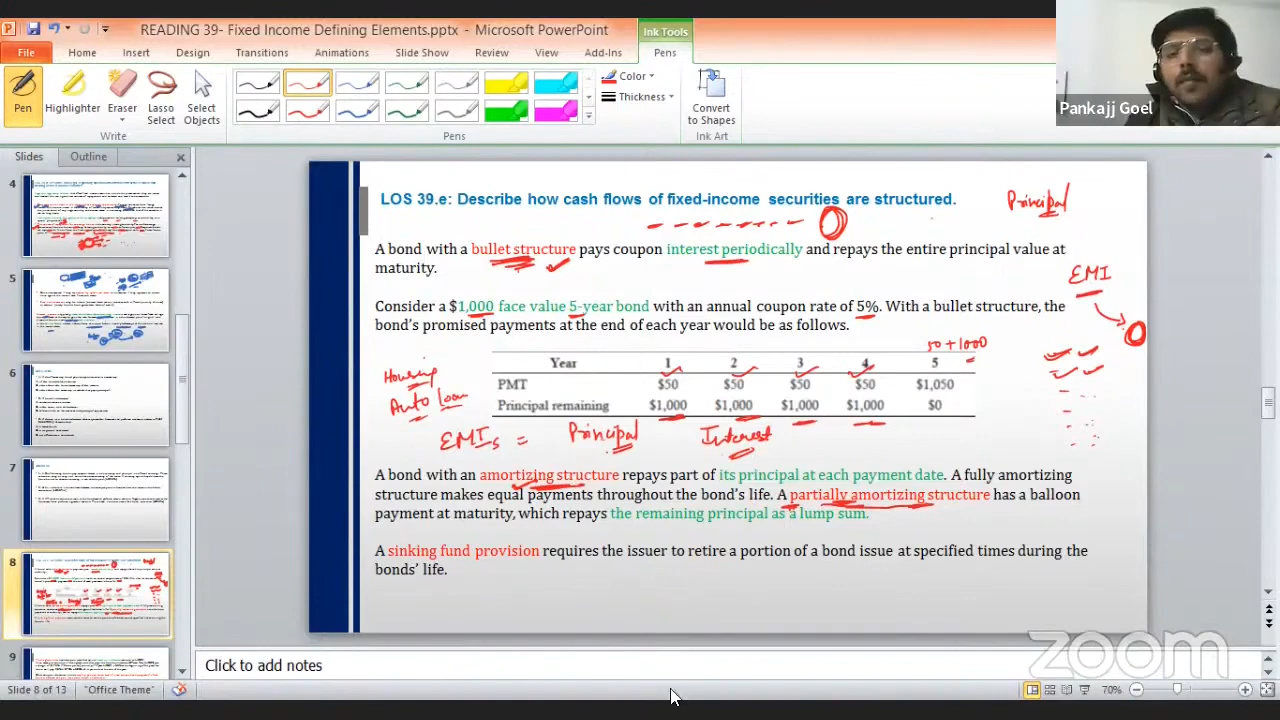 READING 39- Fixed Income Defining Elements.pptx - Microsoft PowerPoint
Ink Tools
File Home Insert Design Transitions Animations Slide Show Review View Add-Ins Pens
Pen Highlighter Eraser Lasso Select Select Objects
Write
Pens
Color
Thickness
Convert to Shapes
Ink Art
Pankajj Goel
Slides Outline
4
5
6
7
8
9
LOS 39.e: Describe how cash flows of fixed-income securities are structured.
Principal
A bond with a bullet structure pays coupon interest periodically and repays the entire principal value at
maturity.
EMI
Consider a $1,000 face value 5-year bond with an annual coupon rate of 5%. With a bullet structure, the
bond's promised payments at the end of each year would be as follows.
50 + 1000
Year 1 2 3 4 5
PMT $50 $50 $50 $50 $1,050
Principal remaining $1,000 $1,000 $1,000 $1,000 $0
Housing
Auto loan
EMIs = Principal Interest
A bond with an amortizing structure repays part of its principal at each payment date. A fully amortizing
structure makes equal payments throughout the bond's life. A partially amortizing structure has a balloon
payment at maturity, which repays the remaining principal as a lump sum.
A sinking fund provision requires the issuer to retire a portion of a bond issue at specified times during the
bonds' life.
zoom
Click to add notes
Slide 8 of 13 "Office Theme" 70%